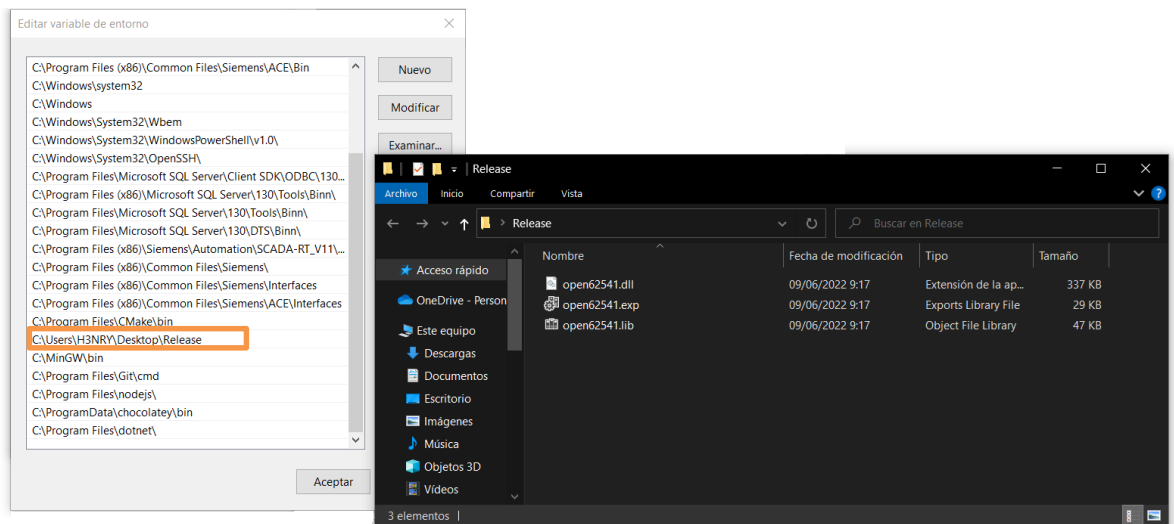 Editar variable de entorno
C:\Program Files (x86)\Common Files\Siemens\ACE\Bin
C:\Windows\system32
C:\Windows
C:\Windows\System32\Wbem
C:\Windows\System32\WindowsPowerShell\v1.0\
C:\Windows\System32\OpenSSH\
C:\Program Files\Microsoft SQL Server\Client SDK\ODBC\130...
C:\Program Files (x86)\Microsoft SQL Server\130\Tools\Binn\
C:\Program Files\Microsoft SQL Server\130\Tools\Binn\
C:\Program Files\Microsoft SQL Server\130\DTS\Binn\
C:\Program Files (x86)\Siemens\Automation\SCADA-RT_V11\...
C:\Program Files (x86)\Common Files\Siemens\
C:\Program Files (x86)\Common Files\Siemens\Interfaces
C:\Program Files (x86)\Common Files\Siemens\ACE\Interfaces
C:\Program Files\CMake\bin
C:\Users\H3NRY\Desktop\Release
C:\MinGW\bin
C:\Program Files\Git\cmd
C:\Program Files\nodejs\
C:\ProgramData\chocolatey\bin
C:\Program Files\dotnet\
Nuevo
Modificar
Examinar...
Aceptar
Release
Archivo Inicio Compartir Vista
Release
Buscar en Release
Nombre Fecha de modificación Tipo Tamaño
open62541.dll 09/06/2022 9:17 Extensión de la ap... 337 KB
open62541.exp 09/06/2022 9:17 Exports Library File 29 KB
open62541.lib 09/06/2022 9:17 Object File Library 47 KB
Acceso rápido
OneDrive - Person
Este equipo
Descargas
Documentos
Escritorio
Imágenes
Música
Objetos 3D
Vídeos
3 elementos